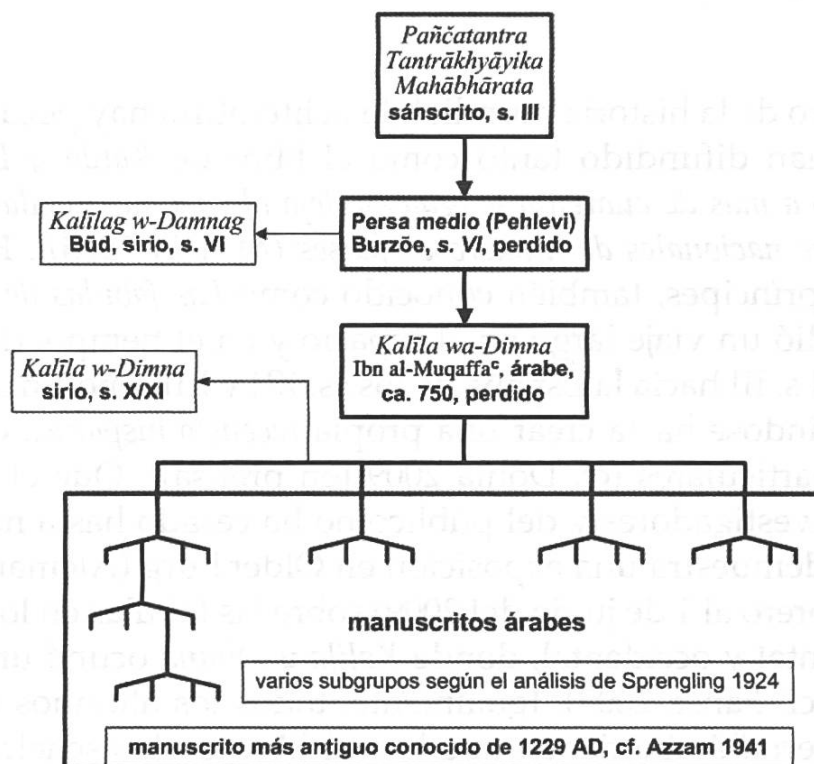 Pañčatantra
Tantrākhyāyika
Mahābhārata
sánscrito, s. III
Kalīlag w-Damnag
Būd, sirio, s. VI
Persa medio (Pehlevi)
Burzōe, s. VI, perdido
Kalīla w-Dimna
sirio, s. X/XI
Kalīla wa-Dimna
Ibn al-Muqaffaᶜ, árabe,
ca. 750, perdido
manuscritos árabes
varios subgrupos según el análisis de Sprengling 1924
manuscrito más antiguo conocido de 1229 AD, cf. Azzam 1941